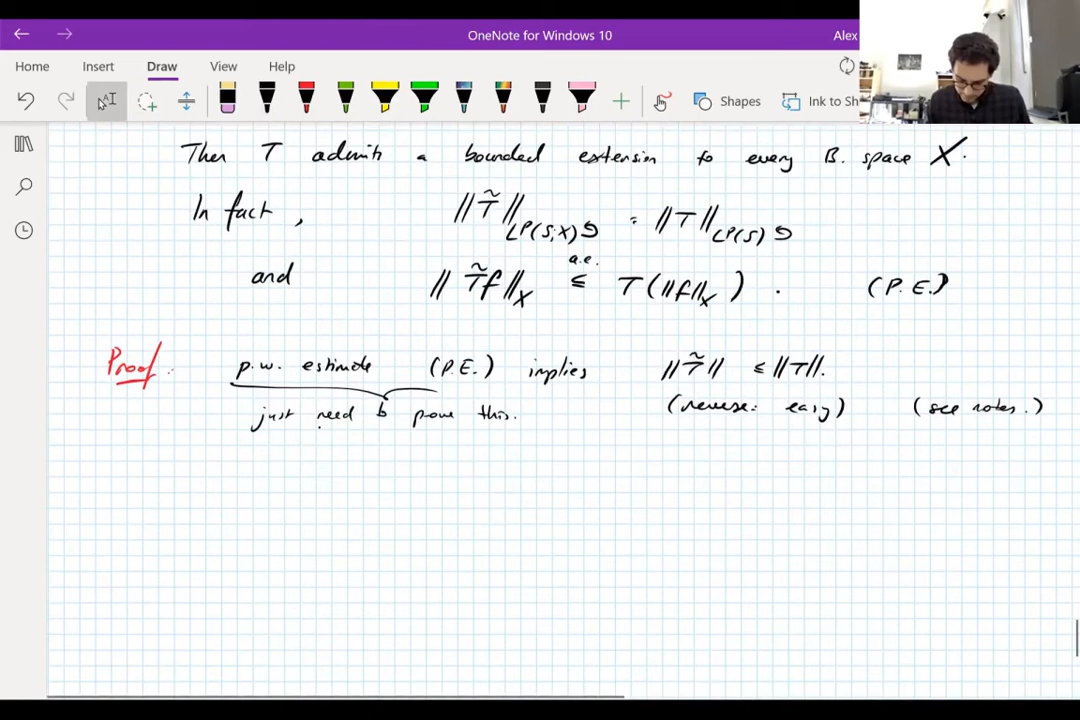 OneNote for Windows 10
Alex
Home Insert Draw View Help
Shapes Ink to Sh
Then T admits a bounded extension to every B. space X.
In fact, ‖T̃‖_{L^p(S;X)↺} = ‖T‖_{L^p(S)↺}
and ‖T̃f‖_X ≤ a.e. T(‖f‖_X). (P.E.)
Proof: p.w. estimate (P.E.) implies ‖T̃‖ ≤ ‖T‖.
just need to prove this. (reverse: easy) (see notes.)